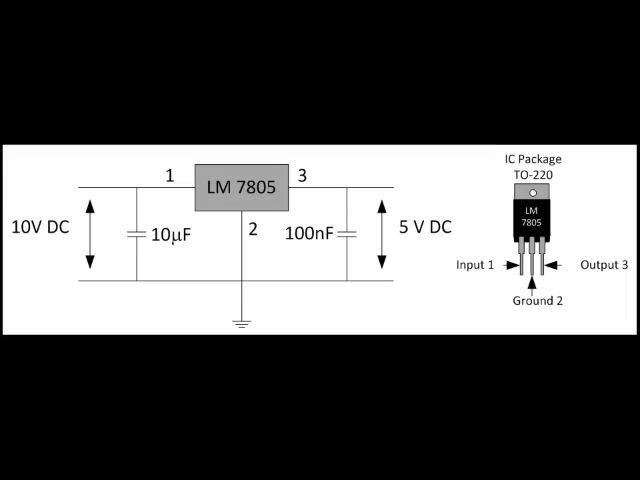 IC Package
TO-220
1
LM 7805
3
10V DC
10µF
2
100nF
5 V DC
LM
7805
Input 1
Output 3
Ground 2